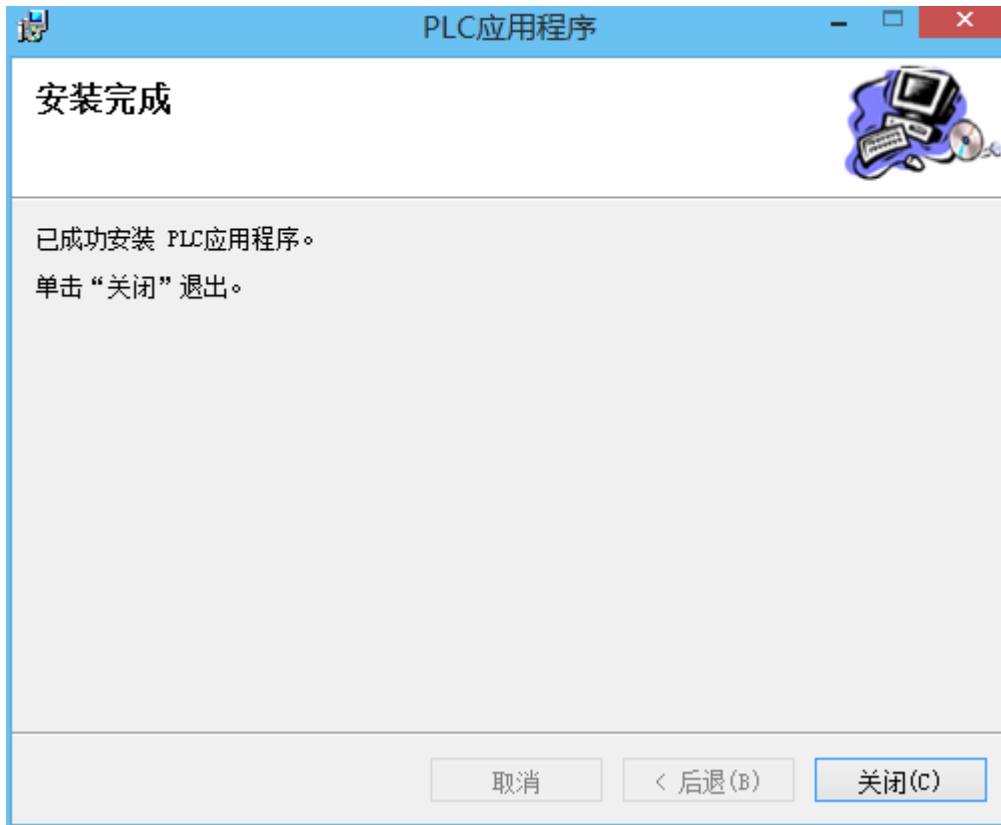 PLC应用程序
安装完成
已成功安装 PLC应用程序。
单击“关闭”退出。
取消
< 后退(B)
关闭(C)